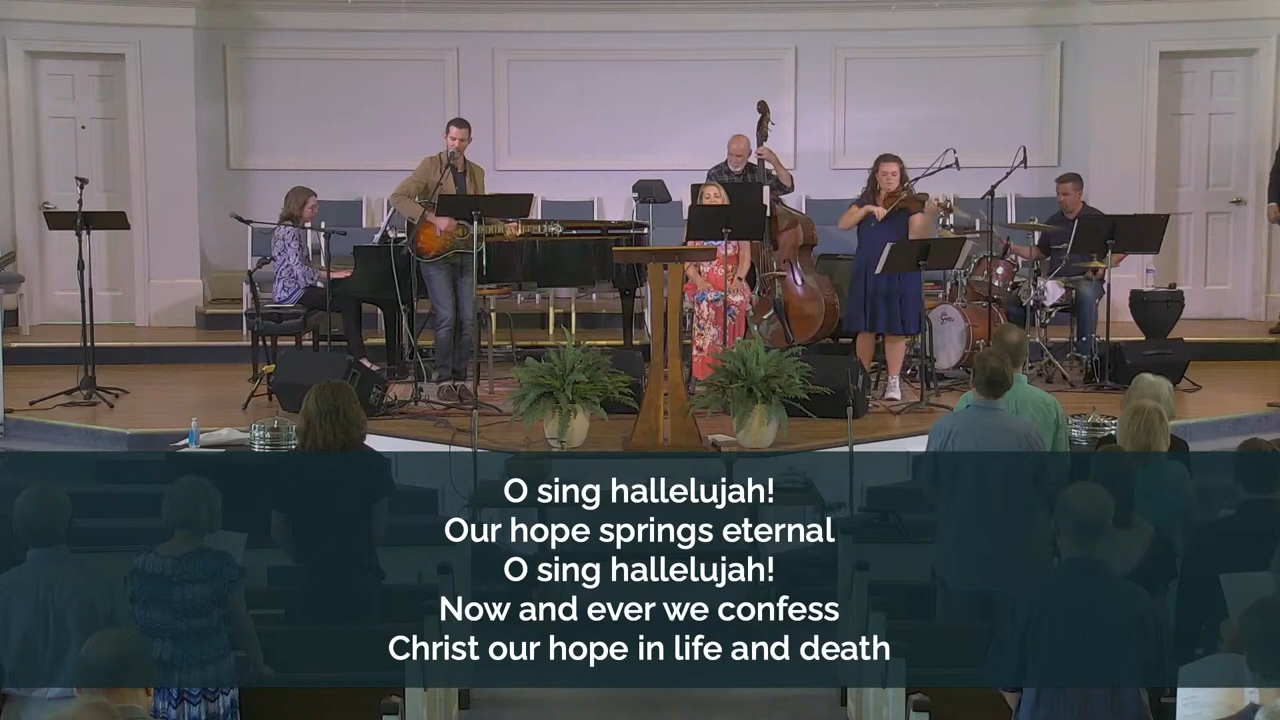 O sing hallelujah!
Our hope springs eternal
O sing hallelujah!
Now and ever we confess
Christ our hope in life and death